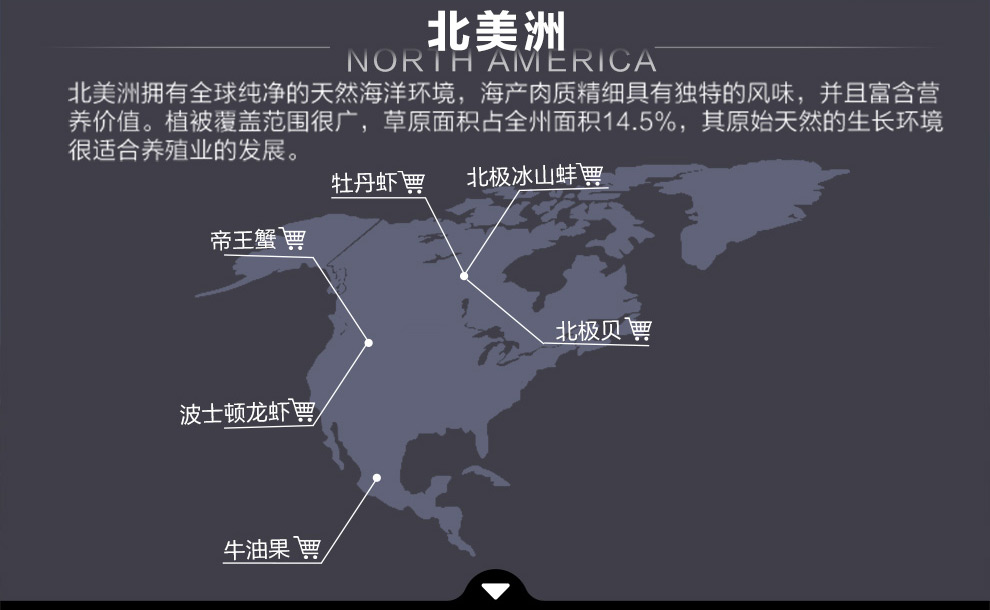 北美洲
NORTH AMERICA
北美洲拥有全球纯净的天然海洋环境，海产肉质精细具有独特的风味，并且富含营
养价值。植被覆盖范围很广，草原面积占全州面积14.5%，其原始天然的生长环境
很适合养殖业的发展。
牡丹虾
北极冰山蚌
帝王蟹
北极贝
波士顿龙虾
牛油果